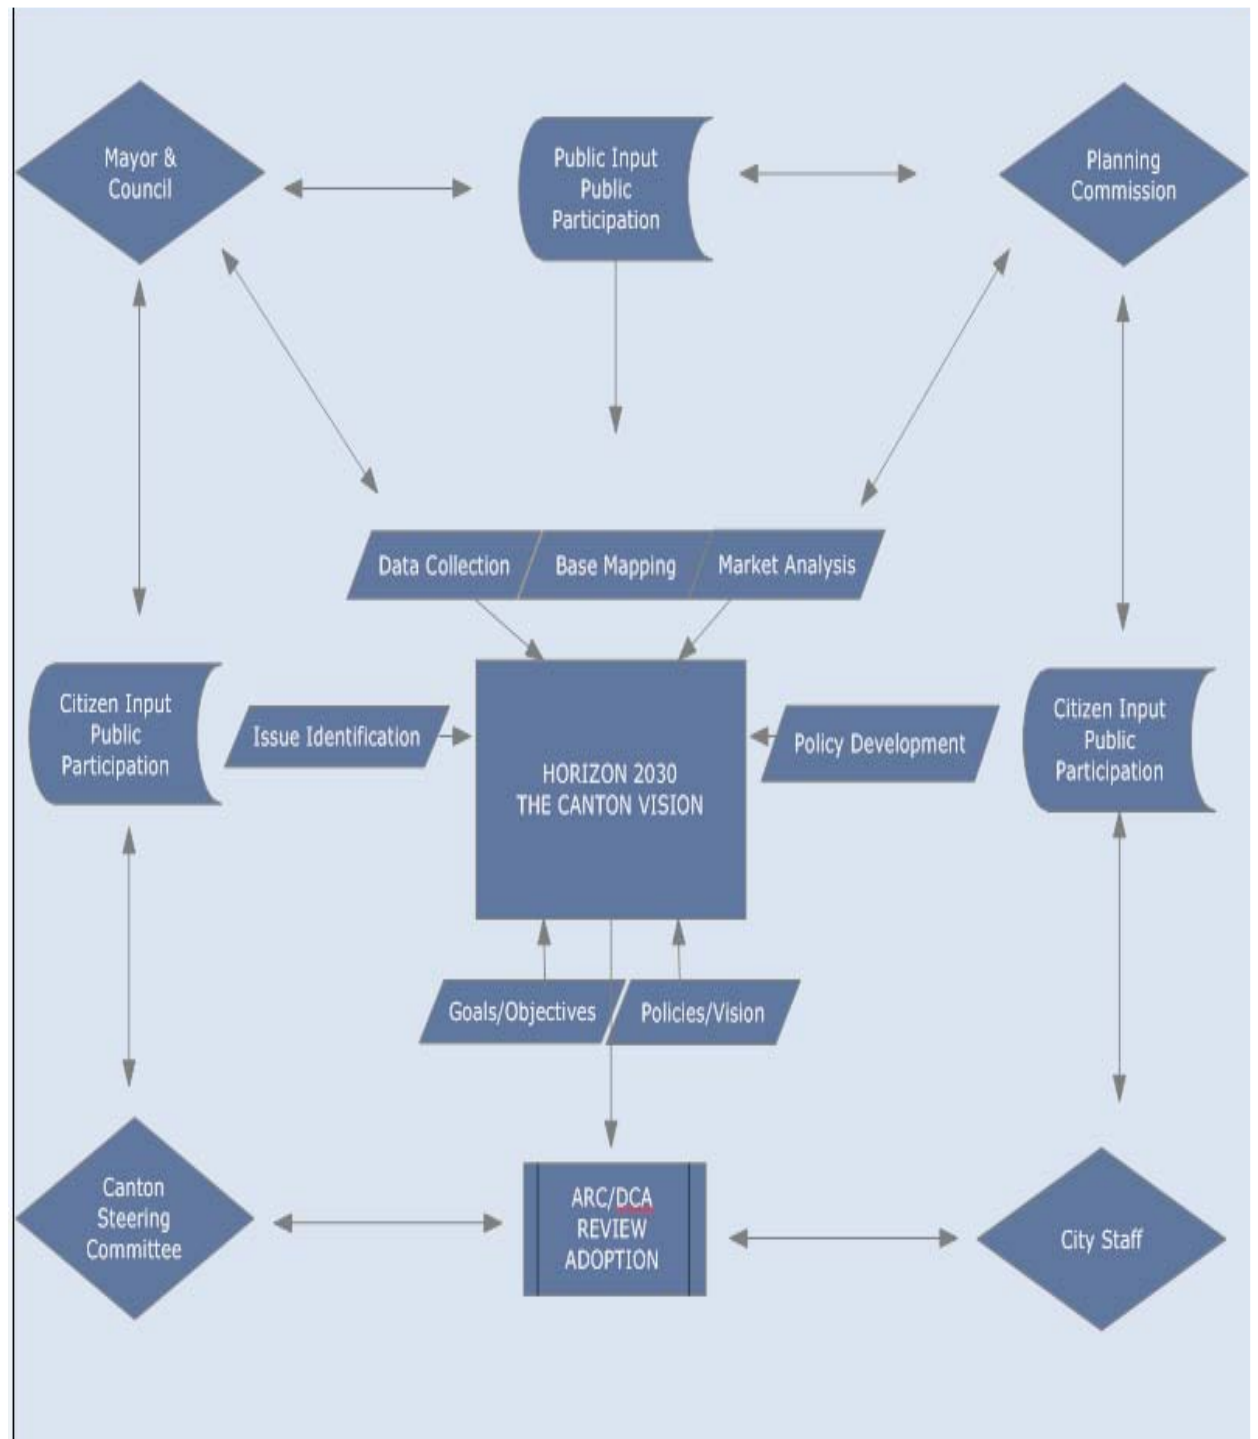 Mayor &
Council
Public Input
Public
Participation
Planning
Commission
Data Collection
Base Mapping
Market Analysis
Citizen Input
Public
Participation
Issue Identification
HORIZON 2030
THE CANTON VISION
Policy Development
Citizen Input
Public
Participation
Goals/Objectives
Policies/Vision
Canton
Steering
Committee
ARC/DCA
REVIEW
ADOPTION
City Staff